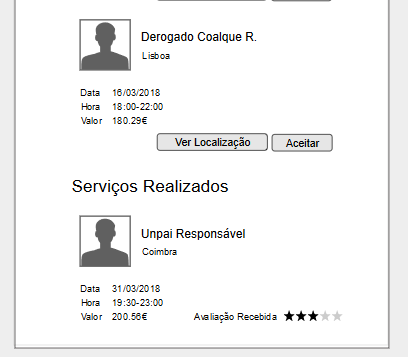 Derogado Coalque R.
Lisboa
Data 16/03/2018
Hora 18:00-22:00
Valor 180.29€
Ver Localização Aceitar
Serviços Realizados
Unpai Responsável
Coimbra
Data 31/03/2018
Hora 19:30-23:00
Valor 200.56€ Avaliação Recebida